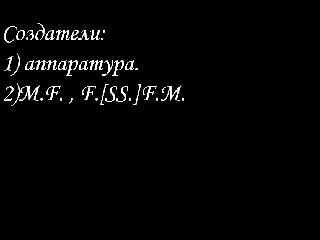 Создатели:
1) аппаратура.
2)M.F. , F.[SS.]F.M.